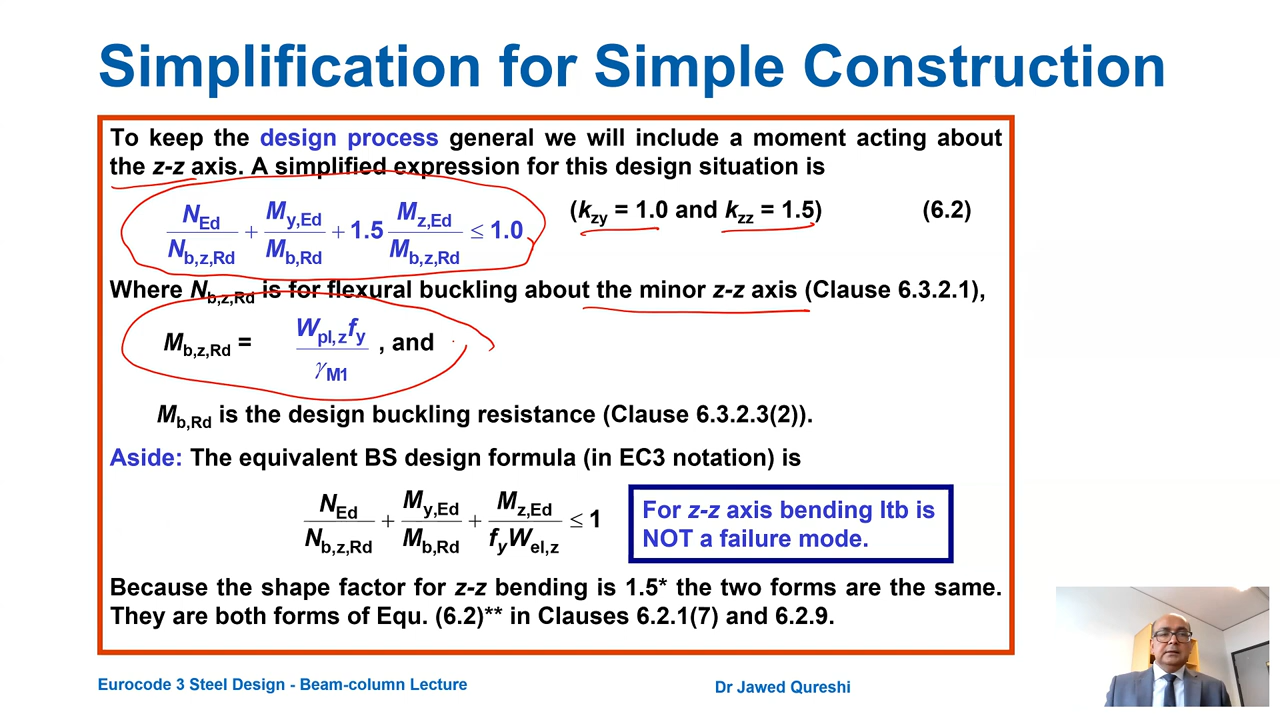 Simplification for Simple Construction
To keep the design process general we will include a moment acting about
the z-z axis. A simplified expression for this design situation is
N_Ed/N_b,z,Rd + M_y,Ed/M_b,Rd + 1.5 M_z,Ed/M_b,z,Rd ≤ 1.0 (k_zy = 1.0 and k_zz = 1.5) (6.2)
Where N_b,z,Rd is for flexural buckling about the minor z-z axis (Clause 6.3.2.1),
M_b,z,Rd = W_pl,z f_y / γ_M1 , and
M_b,Rd is the design buckling resistance (Clause 6.3.2.3(2)).
Aside: The equivalent BS design formula (in EC3 notation) is
N_Ed/N_b,z,Rd + M_y,Ed/M_b,Rd + M_z,Ed/f_y W_el,z ≤ 1
For z-z axis bending ltb is
NOT a failure mode.
Because the shape factor for z-z bending is 1.5* the two forms are the same.
They are both forms of Equ. (6.2)** in Clauses 6.2.1(7) and 6.2.9.
Eurocode 3 Steel Design - Beam-column Lecture
Dr Jawed Qureshi